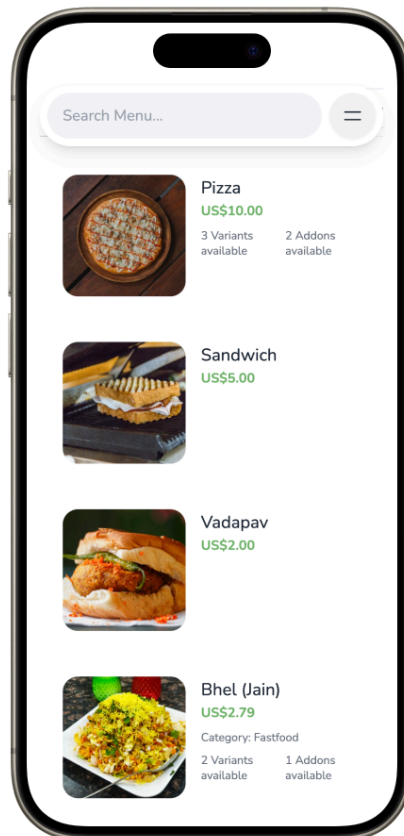 Search Menu...
Pizza
US$10.00
3 Variants 2 Addons
available available
Sandwich
US$5.00
Vadapav
US$2.00
Bhel (Jain)
US$2.79
Category: Fastfood
2 Variants 1 Addons
available available